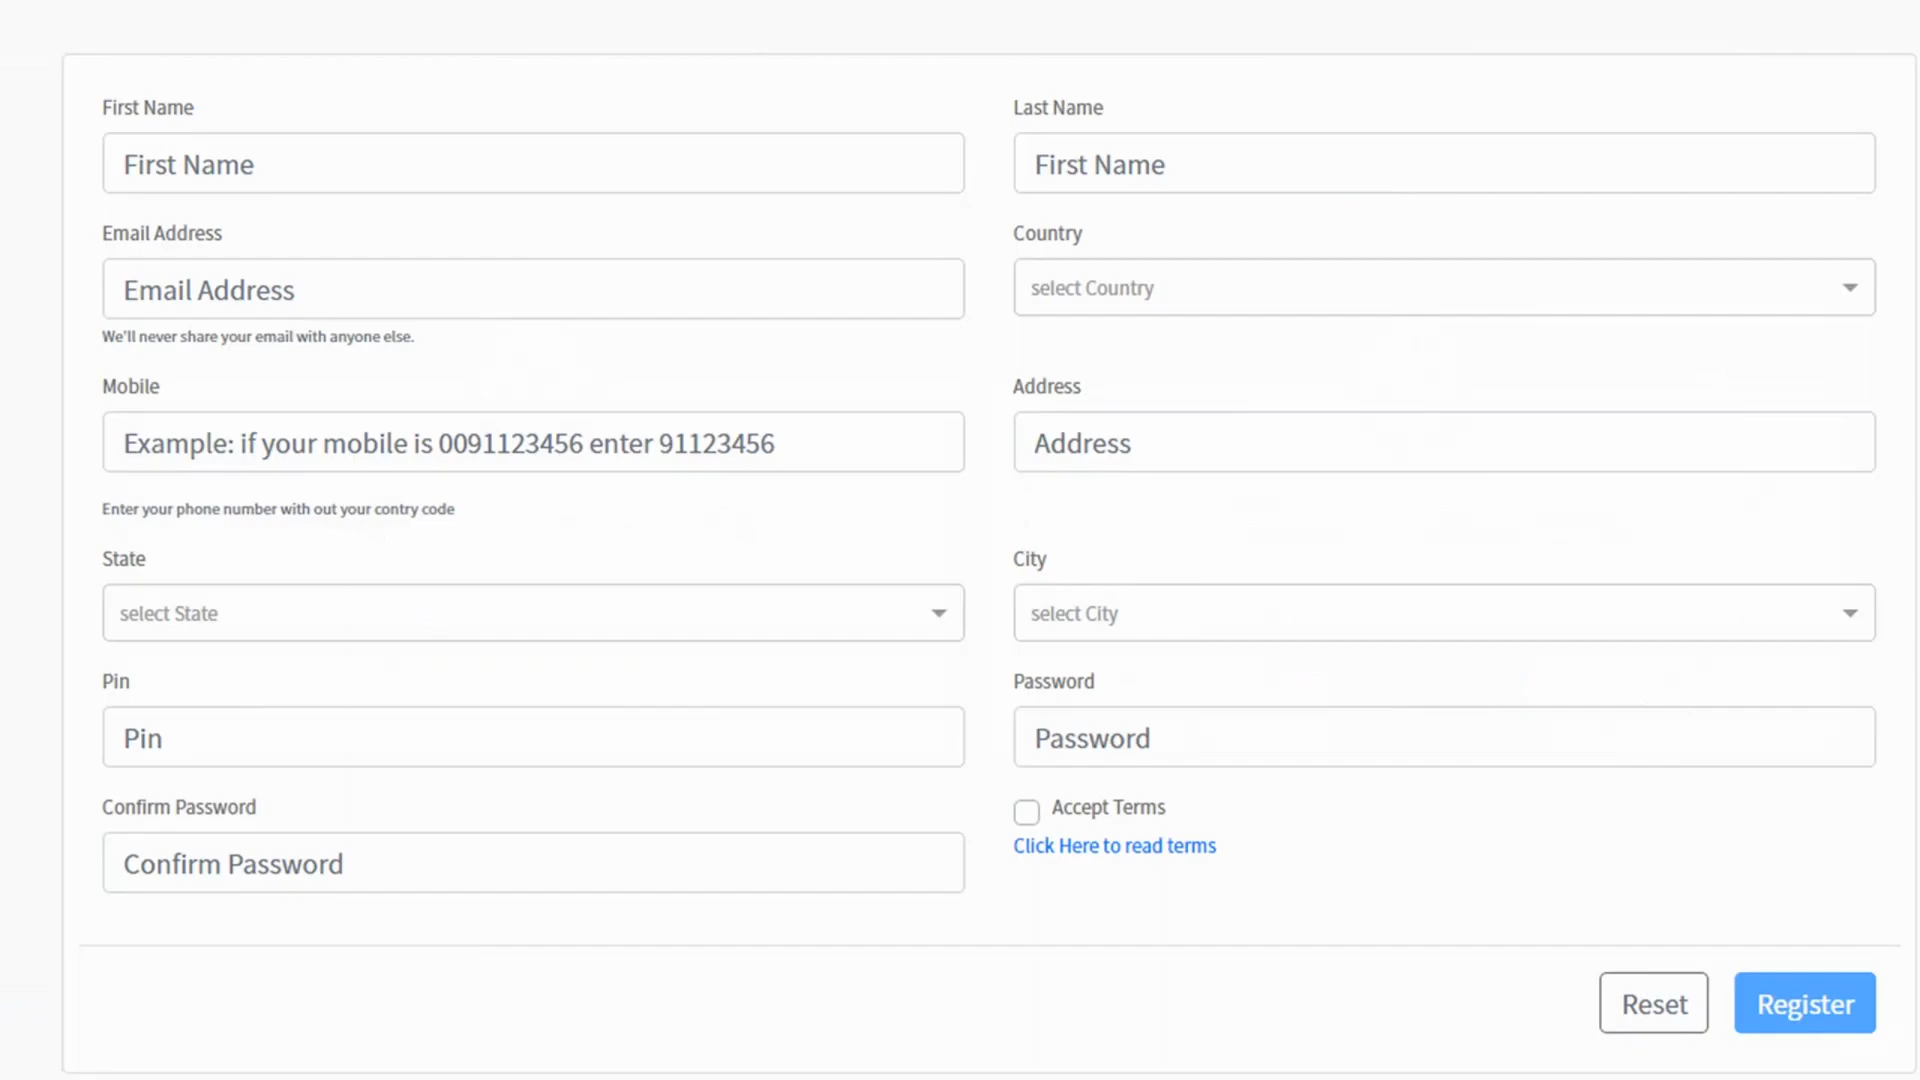 First Name
Last Name
First Name
First Name
Email Address
Country
Email Address
select Country
We'll never share your email with anyone else.
Mobile
Address
Example: if your mobile is 0091123456 enter 91123456
Address
Enter your phone number with out your contry code
State
City
select State
select City
Pin
Password
Pin
Password
Confirm Password
Accept Terms
Click Here to read terms
Confirm Password
Reset
Register